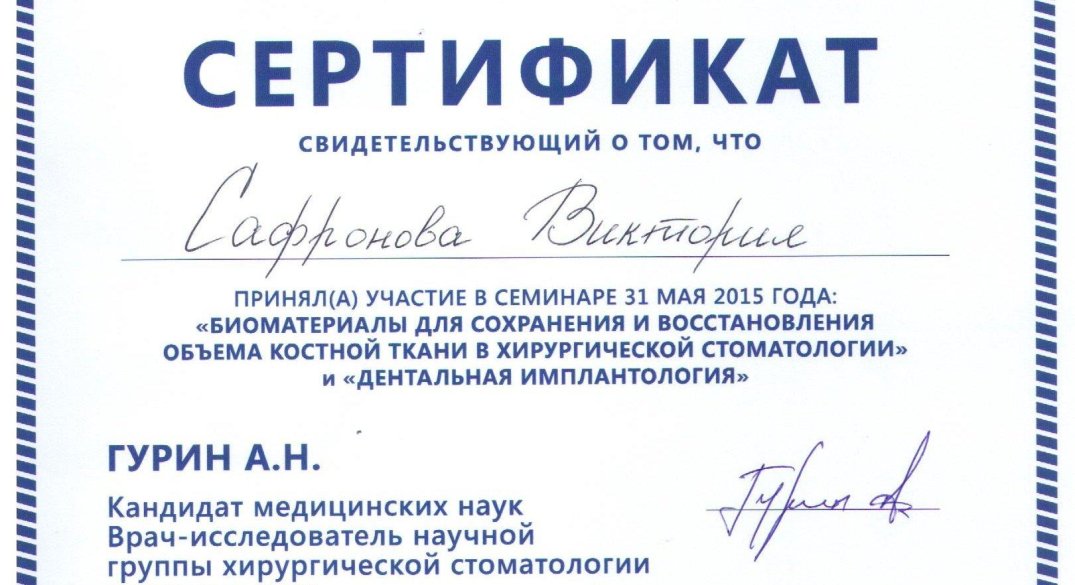 СЕРТИФИКАТ
СВИДЕТЕЛЬСТВУЮЩИЙ О ТОМ, ЧТО
Сафронова Виктория
ПРИНЯЛ(А) УЧАСТИЕ В СЕМИНАРЕ 31 МАЯ 2015 ГОДА:
«БИОМАТЕРИАЛЫ ДЛЯ СОХРАНЕНИЯ И ВОССТАНОВЛЕНИЯ
ОБЪЕМА КОСТНОЙ ТКАНИ В ХИРУРГИЧЕСКОЙ СТОМАТОЛОГИИ»
и «ДЕНТАЛЬНАЯ ИМПЛАНТОЛОГИЯ»
ГУРИН А.Н.
Кандидат медицинских наук
Врач-исследователь научной
группы хирургической стоматологии